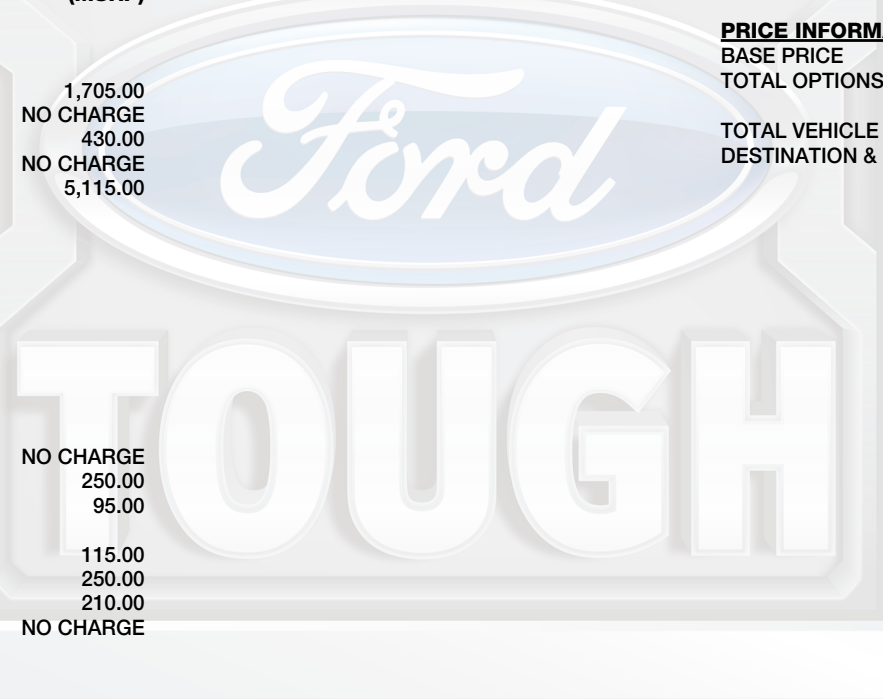 1,705.00
NO CHARGE
430.00
NO CHARGE
5,115.00
NO CHARGE
250.00
95.00
115.00
250.00
210.00
NO CHARGE
PRICE INFORM
BASE PRICE
TOTAL OPTIONS
TOTAL VEHICLE
DESTINATION &
Ford
TOUGH